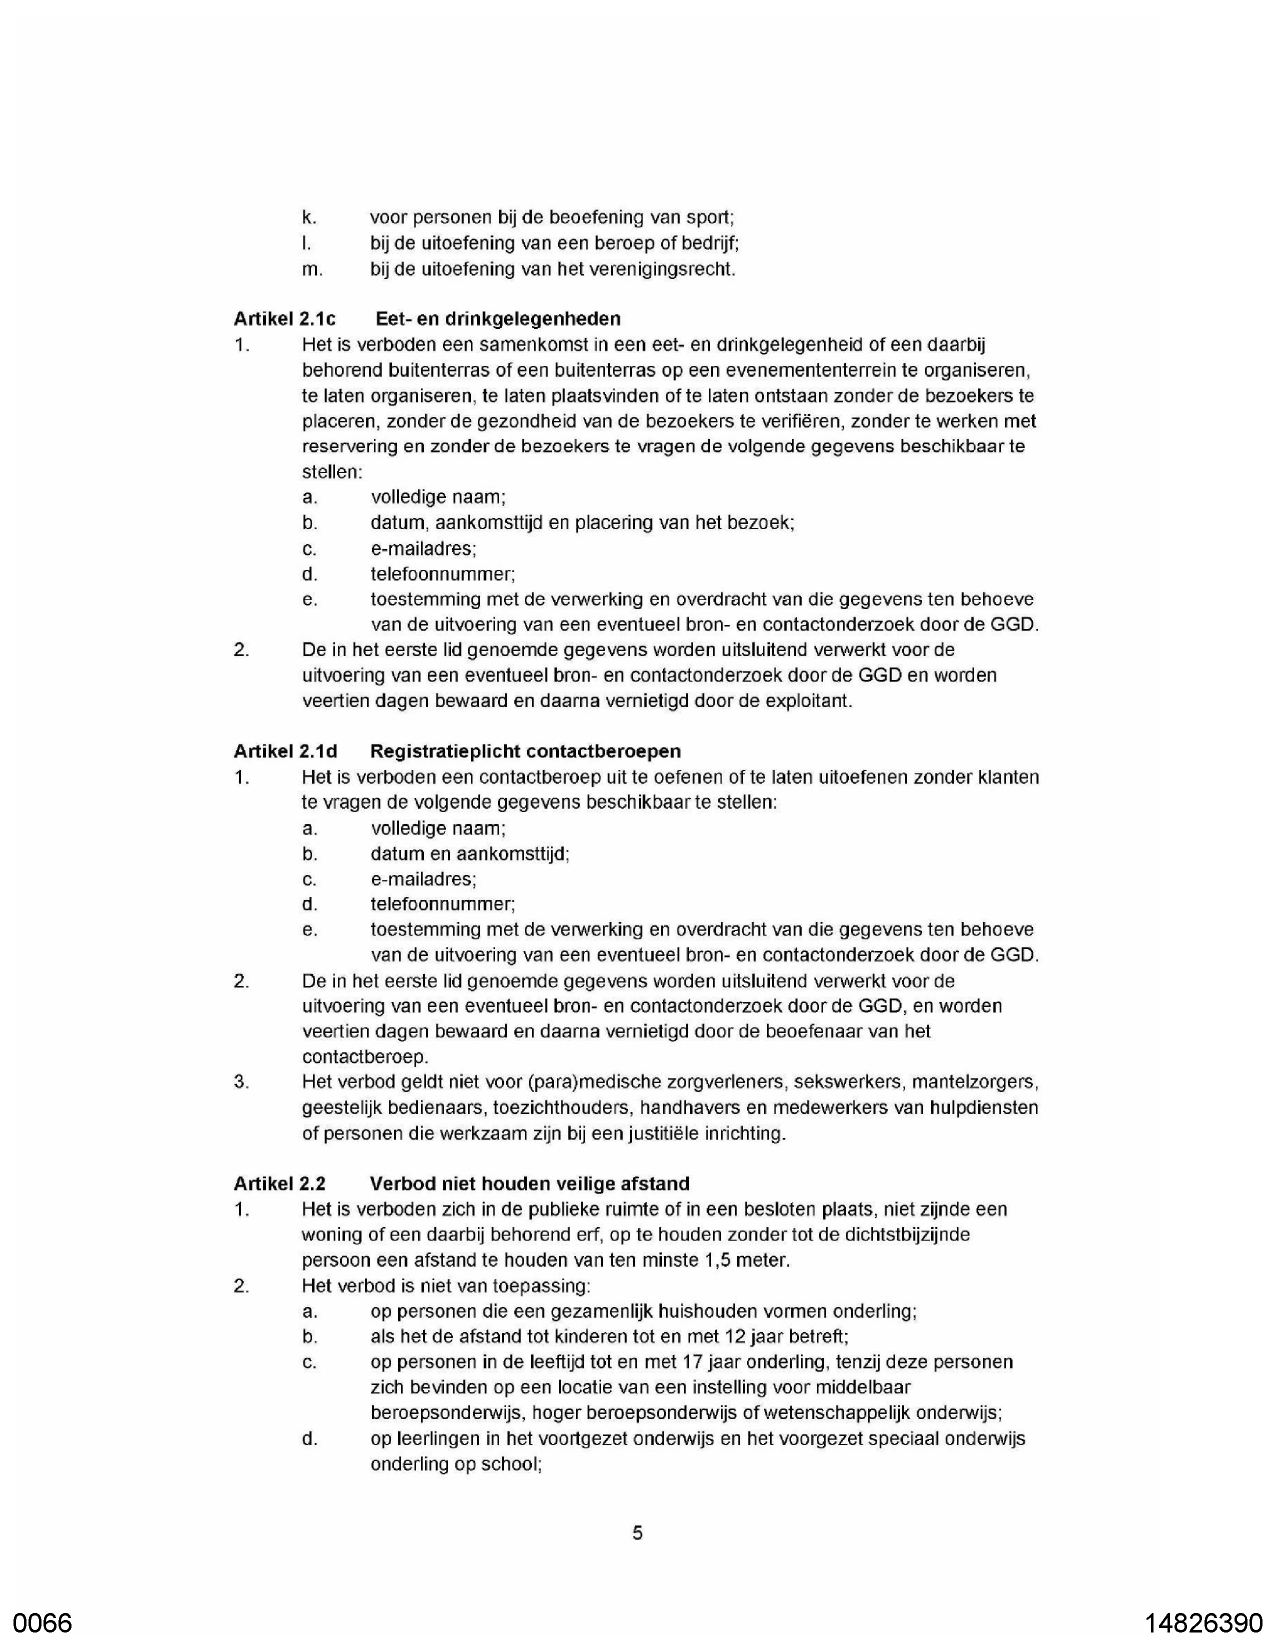 k. voor personen bij de beoefening van sport;
l. bij de uitoefening van een beroep of bedrijf;
m. bij de uitoefening van het verenigingsrecht.
Artikel 2.1c Eet- en drinkgelegenheden
1. Het is verboden een samenkomst in een eet- en drinkgelegenheid of een daarbij
behorend buitenterras of een buitenterras op een evenemententerrein te organiseren,
te laten organiseren, te laten plaatsvinden of te laten ontstaan zonder de bezoekers te
placeren, zonder de gezondheid van de bezoekers te verifiëren, zonder te werken met
reservering en zonder de bezoekers te vragen de volgende gegevens beschikbaar te
stellen:
a. volledige naam;
b. datum, aankomsttijd en placering van het bezoek;
c. e-mailadres;
d. telefoonnummer;
e. toestemming met de verwerking en overdracht van die gegevens ten behoeve
van de uitvoering van een eventueel bron- en contactonderzoek door de GGD.
2. De in het eerste lid genoemde gegevens worden uitsluitend verwerkt voor de
uitvoering van een eventueel bron- en contactonderzoek door de GGD en worden
veertien dagen bewaard en daarna vernietigd door de exploitant.
Artikel 2.1d Registratieplicht contactberoepen
1. Het is verboden een contactberoep uit te oefenen of te laten uitoefenen zonder klanten
te vragen de volgende gegevens beschikbaar te stellen:
a. volledige naam;
b. datum en aankomsttijd;
c. e-mailadres;
d. telefoonnummer;
e. toestemming met de verwerking en overdracht van die gegevens ten behoeve
van de uitvoering van een eventueel bron- en contactonderzoek door de GGD.
2. De in het eerste lid genoemde gegevens worden uitsluitend verwerkt voor de
uitvoering van een eventueel bron- en contactonderzoek door de GGD, en worden
veertien dagen bewaard en daarna vernietigd door de beoefenaar van het
contactberoep.
3. Het verbod geldt niet voor (para)medische zorgverleners, sekswerkers, mantelzorgers,
geestelijk bedienaars, toezichthouders, handhavers en medewerkers van hulpdiensten
of personen die werkzaam zijn bij een justitiële inrichting.
Artikel 2.2 Verbod niet houden veilige afstand
1. Het is verboden zich in de publieke ruimte of in een besloten plaats, niet zijnde een
woning of een daarbij behorend erf, op te houden zonder tot de dichtstbijzijnde
persoon een afstand te houden van ten minste 1,5 meter.
2. Het verbod is niet van toepassing:
a. op personen die een gezamenlijk huishouden vormen onderling;
b. als het de afstand tot kinderen tot en met 12 jaar betreft;
c. op personen in de leeftijd tot en met 17 jaar onderling, tenzij deze personen
zich bevinden op een locatie van een instelling voor middelbaar
beroepsonderwijs, hoger beroepsonderwijs of wetenschappelijk onderwijs;
d. op leerlingen in het voortgezet onderwijs en het voorgezet speciaal onderwijs
onderling op school;
5
0066 14826390